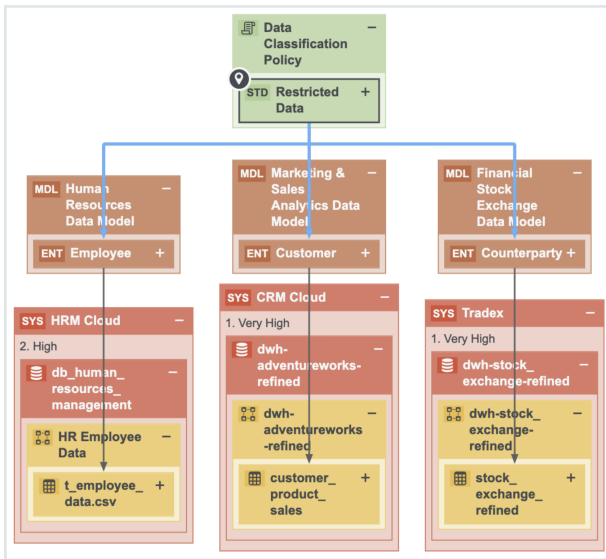 Data
Classification
Policy
STD Restricted
Data
MDL Human
Resources
Data Model
ENT Employee
MDL Marketing &
Sales
Analytics Data
Model
ENT Customer
MDL Financial
Stock
Exchange
Data Model
ENT Counterparty
SYS HRM Cloud
2. High
db_human_
resources_
management
HR Employee
Data
t_employee_
data.csv
SYS CRM Cloud
1. Very High
dwh-
adventureworks-
refined
dwh-
adventureworks
-refined
customer_
product_
sales
SYS Tradex
1. Very High
dwh-stock_
exchange-refined
dwh-stock_
exchange-
refined
stock_
exchange_
refined